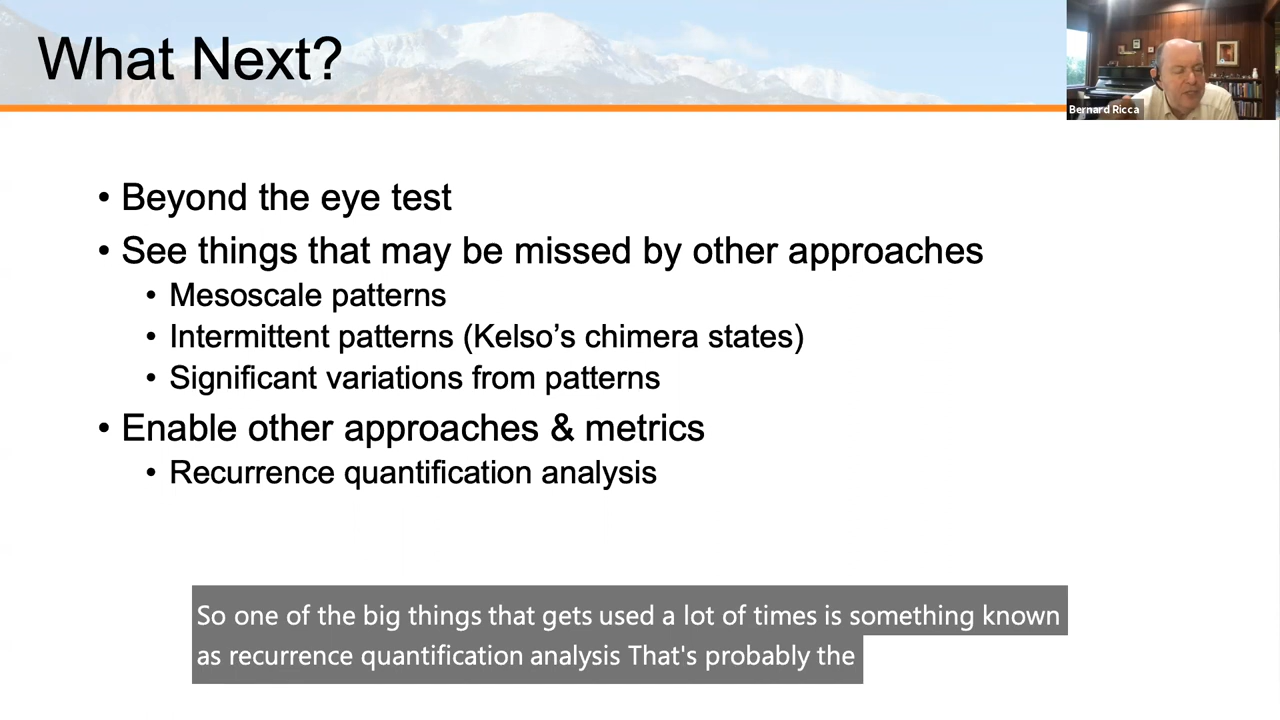 What Next?
Bernard Ricca
• Beyond the eye test
• See things that may be missed by other approaches
• Mesoscale patterns
• Intermittent patterns (Kelso’s chimera states)
• Significant variations from patterns
• Enable other approaches & metrics
• Recurrence quantification analysis
So one of the big things that gets used a lot of times is something known
as recurrence quantification analysis That's probably the